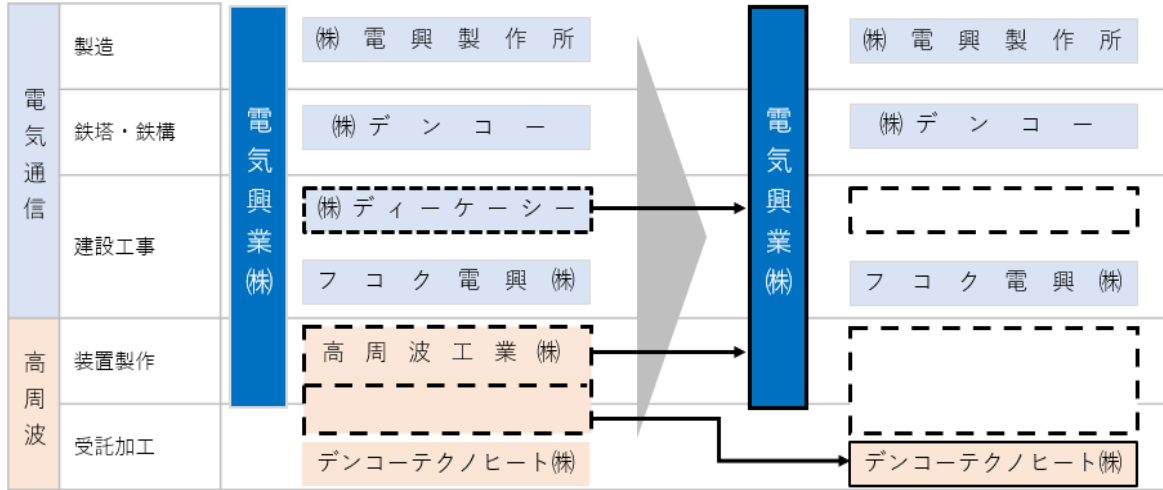 電気通信
製造
電気興業㈱
㈱電興製作所
電気興業㈱
㈱電興製作所
鉄塔・鉄構
㈱デンコー
㈱デンコー
建設工事
㈱ディーケーシー
フコク電興㈱
フコク電興㈱
高周波
装置製作
高周波工業㈱
受託加工
デンコーテクノヒート㈱
デンコーテクノヒート㈱